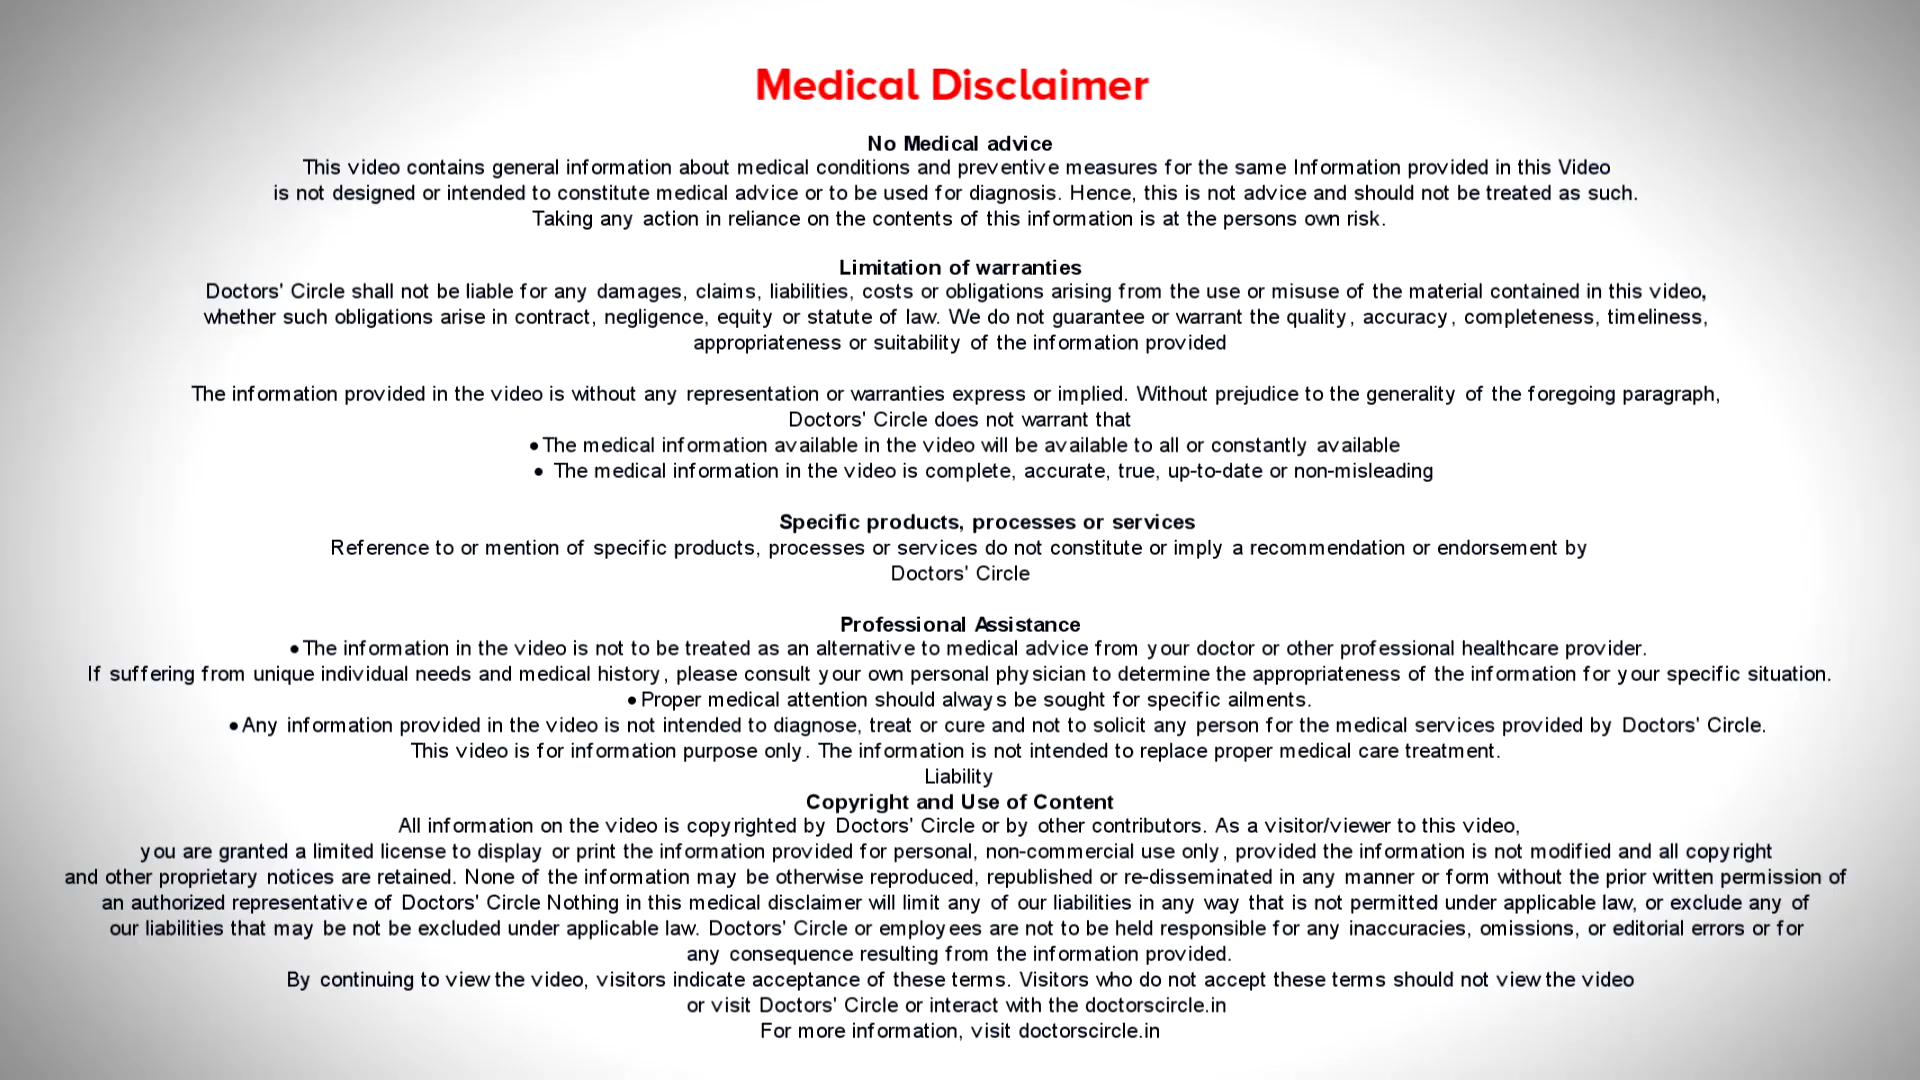 Medical Disclaimer
No Medical advice
This video contains general information about medical conditions and preventive measures for the same Information provided in this Video
is not designed or intended to constitute medical advice or to be used for diagnosis. Hence, this is not advice and should not be treated as such.
Taking any action in reliance on the contents of this information is at the persons own risk.
Limitation of warranties
Doctors' Circle shall not be liable for any damages, claims, liabilities, costs or obligations arising from the use or misuse of the material contained in this video,
whether such obligations arise in contract, negligence, equity or statute of law. We do not guarantee or warrant the quality, accuracy, completeness, timeliness,
appropriateness or suitability of the information provided
The information provided in the video is without any representation or warranties express or implied. Without prejudice to the generality of the foregoing paragraph,
Doctors' Circle does not warrant that
• The medical information available in the video will be available to all or constantly available
• The medical information in the video is complete, accurate, true, up-to-date or non-misleading
Specific products, processes or services
Reference to or mention of specific products, processes or services do not constitute or imply a recommendation or endorsement by
Doctors' Circle
Professional Assistance
• The information in the video is not to be treated as an alternative to medical advice from your doctor or other professional healthcare provider.
If suffering from unique individual needs and medical history, please consult your own personal physician to determine the appropriateness of the information for your specific situation.
• Proper medical attention should always be sought for specific ailments.
• Any information provided in the video is not intended to diagnose, treat or cure and not to solicit any person for the medical services provided by Doctors' Circle.
This video is for information purpose only. The information is not intended to replace proper medical care treatment.
Liability
Copyright and Use of Content
All information on the video is copyrighted by Doctors' Circle or by other contributors. As a visitor/viewer to this video,
you are granted a limited license to display or print the information provided for personal, non-commercial use only, provided the information is not modified and all copyright
and other proprietary notices are retained. None of the information may be otherwise reproduced, republished or re-disseminated in any manner or form without the prior written permission of
an authorized representative of Doctors' Circle Nothing in this medical disclaimer will limit any of our liabilities in any way that is not permitted under applicable law, or exclude any of
our liabilities that may be not be excluded under applicable law. Doctors' Circle or employees are not to be held responsible for any inaccuracies, omissions, or editorial errors or for
any consequence resulting from the information provided.
By continuing to view the video, visitors indicate acceptance of these terms. Visitors who do not accept these terms should not view the video
or visit Doctors' Circle or interact with the doctorscircle.in
For more information, visit doctorscircle.in